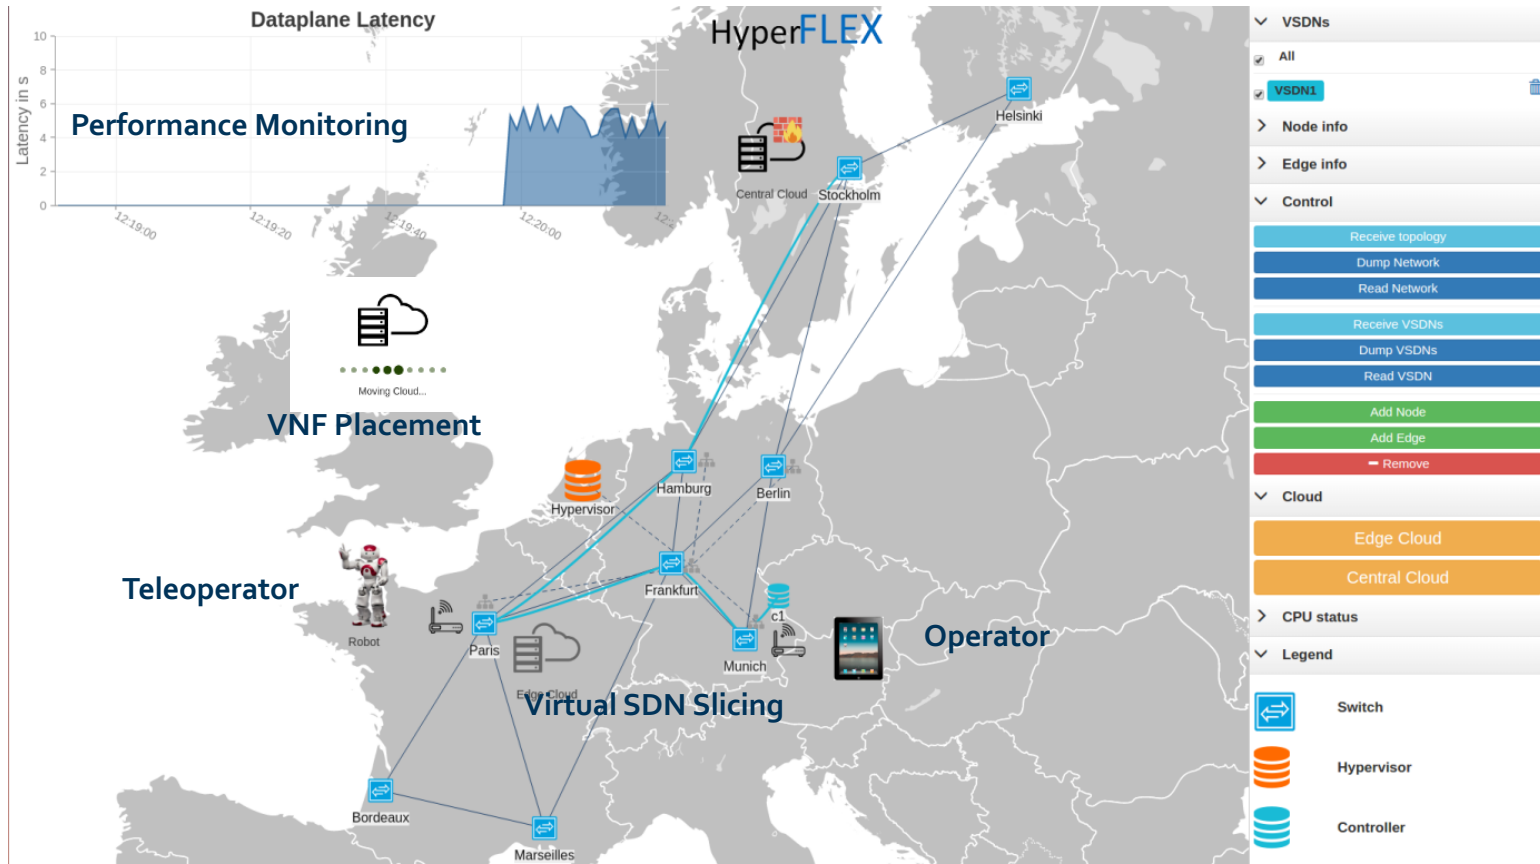 Dataplane Latency
10
8
6
4
2
0
Latency in s
12:19:00
12:19:20
12:19:40
12:20:00
Performance Monitoring
HyperFLEX
Helsinki
Central Cloud
Stockholm
Moving Cloud...
VNF Placement
Hamburg
Berlin
Hypervisor
Frankfurt
Teleoperator
Robot
Paris
Edge Cloud
c1
Munich
Operator
Virtual SDN Slicing
Bordeaux
Marseilles
VSDNs
All
VSDN1
Node info
Edge info
Control
Receive topology
Dump Network
Read Network
Receive VSDNs
Dump VSDNs
Read VSDN
Add Node
Add Edge
Remove
Cloud
Edge Cloud
Central Cloud
CPU status
Legend
Switch
Hypervisor
Controller